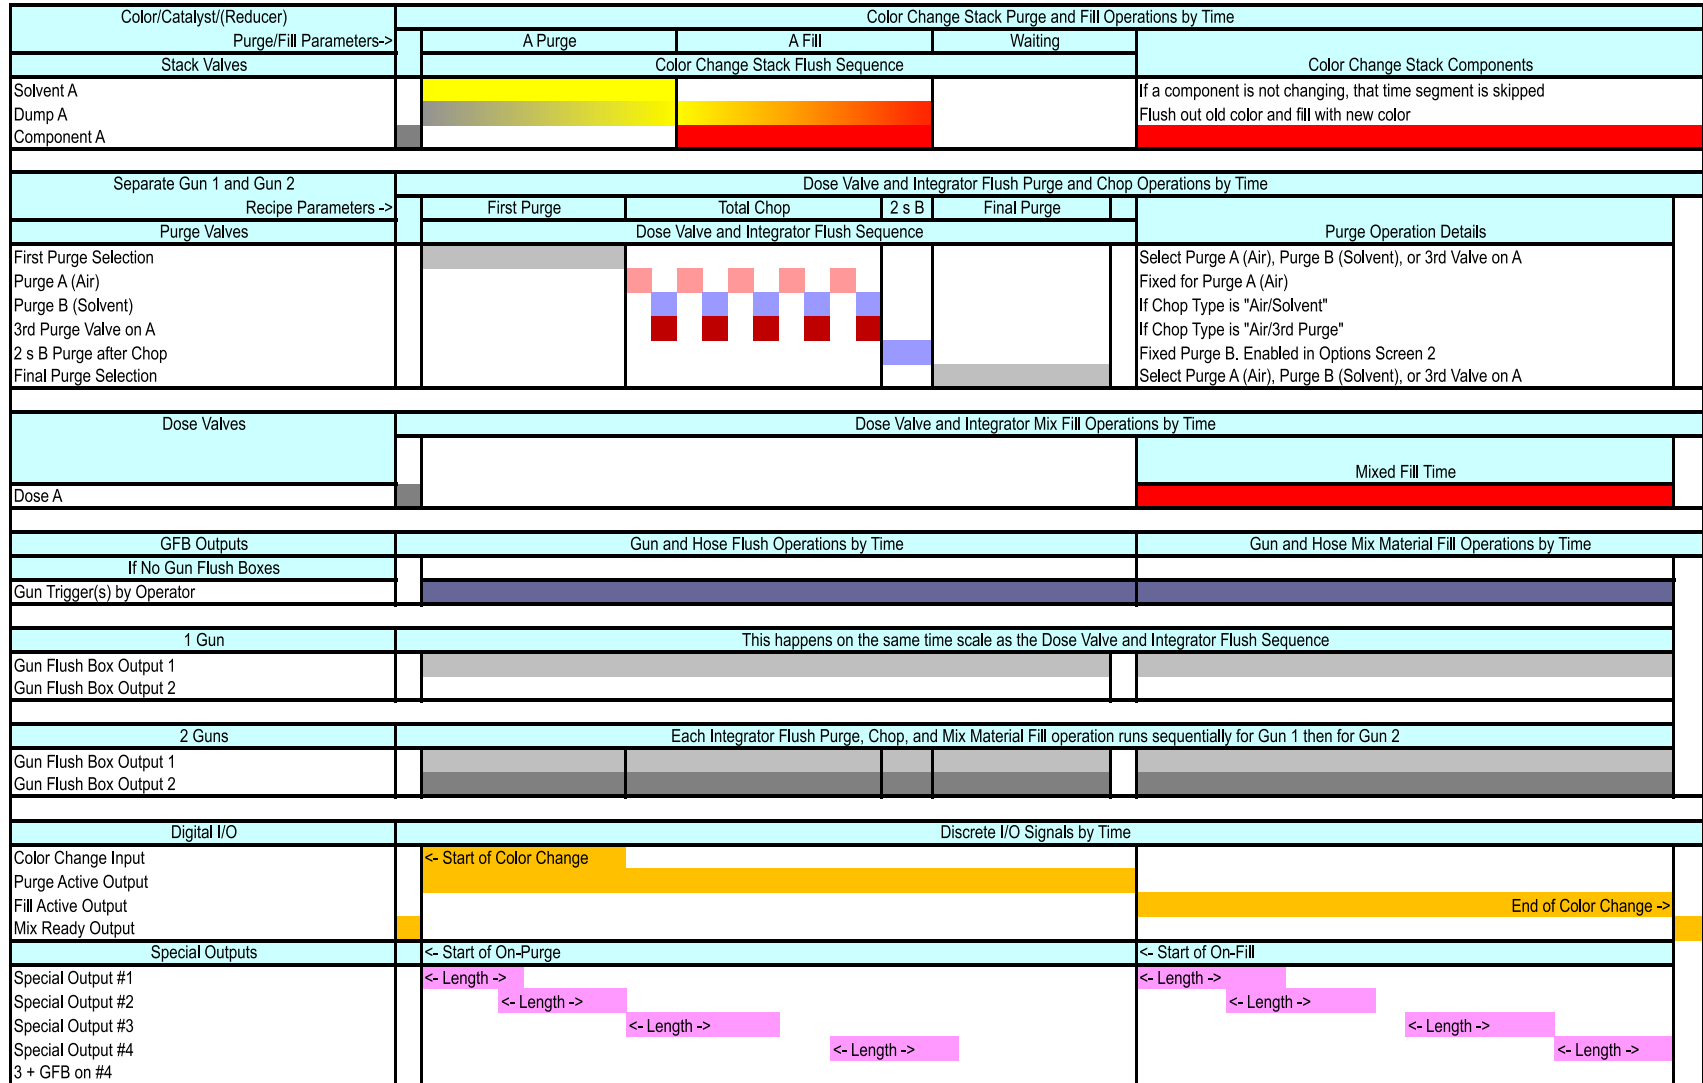 Color/Catalyst/(Reducer)
Color Change Stack Purge and Fill Operations by Time
Purge/Fill Parameters->
A Purge
A Fill
Waiting
Stack Valves
Color Change Stack Flush Sequence
Color Change Stack Components
Solvent A
If a component is not changing, that time segment is skipped
Dump A
Flush out old color and fill with new color
Component A
Separate Gun 1 and Gun 2
Dose Valve and Integrator Flush Purge and Chop Operations by Time
Recipe Parameters ->
First Purge
Total Chop
2 s B
Final Purge
Purge Valves
Dose Valve and Integrator Flush Sequence
Purge Operation Details
First Purge Selection
Select Purge A (Air), Purge B (Solvent), or 3rd Valve on A
Purge A (Air)
Fixed for Purge A (Air)
Purge B (Solvent)
If Chop Type is "Air/Solvent"
3rd Purge Valve on A
If Chop Type is "Air/3rd Purge"
2 s B Purge after Chop
Fixed Purge B. Enabled in Options Screen 2
Final Purge Selection
Select Purge A (Air), Purge B (Solvent), or 3rd Valve on A
Dose Valves
Dose Valve and Integrator Mix Fill Operations by Time
Mixed Fill Time
Dose A
GFB Outputs
Gun and Hose Flush Operations by Time
Gun and Hose Mix Material Fill Operations by Time
If No Gun Flush Boxes
Gun Trigger(s) by Operator
1 Gun
This happens on the same time scale as the Dose Valve and Integrator Flush Sequence
Gun Flush Box Output 1
Gun Flush Box Output 2
2 Guns
Each Integrator Flush Purge, Chop, and Mix Material Fill operation runs sequentially for Gun 1 then for Gun 2
Gun Flush Box Output 1
Gun Flush Box Output 2
Digital I/O
Discrete I/O Signals by Time
Color Change Input
<- Start of Color Change
Purge Active Output
Fill Active Output
End of Color Change ->
Mix Ready Output
Special Outputs
<- Start of On-Purge
<- Start of On-Fill
Special Output #1
<- Length ->
<- Length ->
Special Output #2
<- Length ->
<- Length ->
Special Output #3
<- Length ->
<- Length ->
Special Output #4
<- Length ->
<- Length ->
3 + GFB on #4